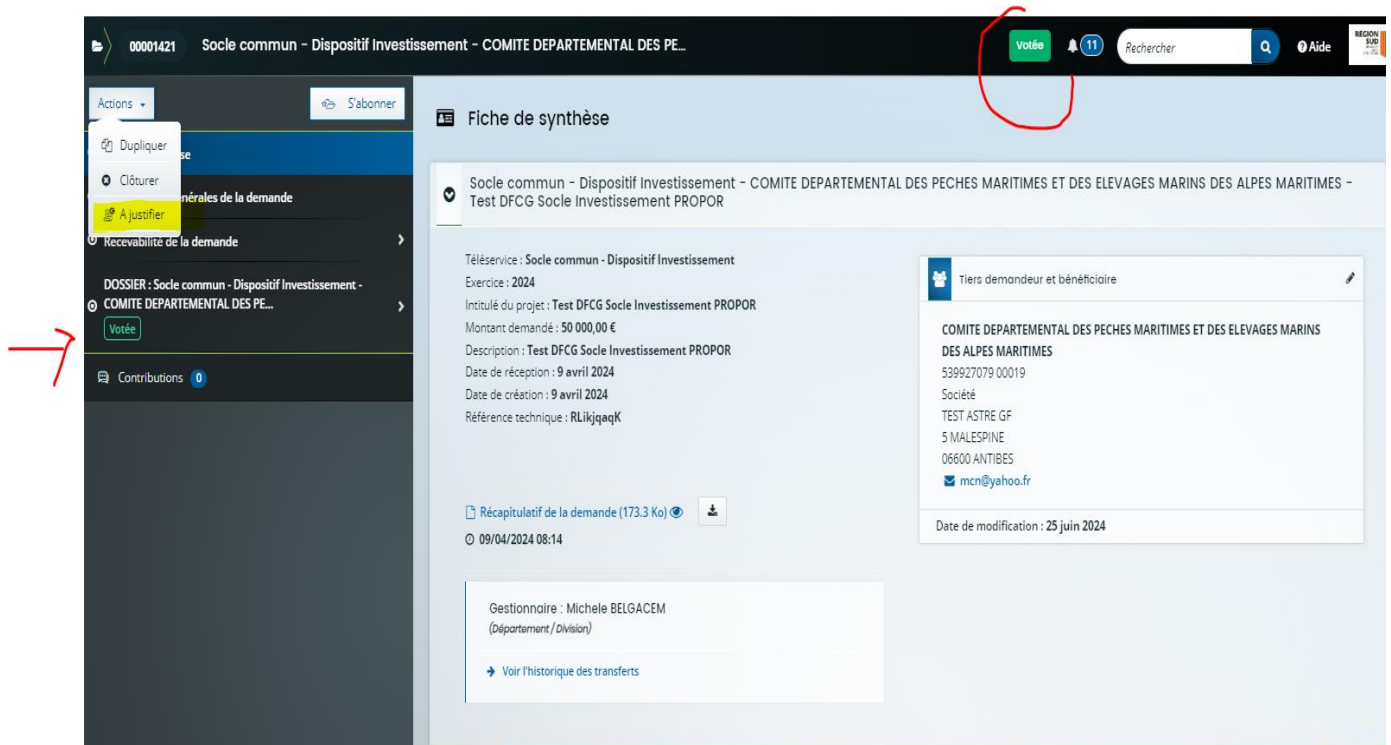 00001421 Socle commun - Dispositif Investissement - COMITE DEPARTEMENTAL DES PE...
Votée
11
Rechercher
Aide
RÉGION
SUD
Actions
S'abonner
Dupliquer
se
Clôturer
nérales de la demande
A justifier
Recevabilité de la demande
DOSSIER : Socle commun - Dispositif Investissement -
COMITE DEPARTEMENTAL DES PE...
Votée
Contributions 0
Fiche de synthèse
Socle commun - Dispositif Investissement - COMITE DEPARTEMENTAL DES PECHES MARITIMES ET DES ELEVAGES MARINS DES ALPES MARITIMES -
Test DFCG Socle Investissement PROPOR
Téléservice : Socle commun - Dispositif Investissement
Exercice : 2024
Intitulé du projet : Test DFCG Socle Investissement PROPOR
Montant demandé : 50 000,00 €
Description : Test DFCG Socle Investissement PROPOR
Date de réception : 9 avril 2024
Date de création : 9 avril 2024
Référence technique : RLikjqaqK
Récapitulatif de la demande (173.3 Ko)
09/04/2024 08:14
Gestionnaire : Michele BELGACEM
(Département / Division)
Voir l'historique des transferts
Tiers demandeur et bénéficiaire
COMITE DEPARTEMENTAL DES PECHES MARITIMES ET DES ELEVAGES MARINS
DES ALPES MARITIMES
539927079 00019
Société
TEST ASTRE GF
5 MALESPINE
06600 ANTIBES
mcn@yahoo.fr
Date de modification : 25 juin 2024